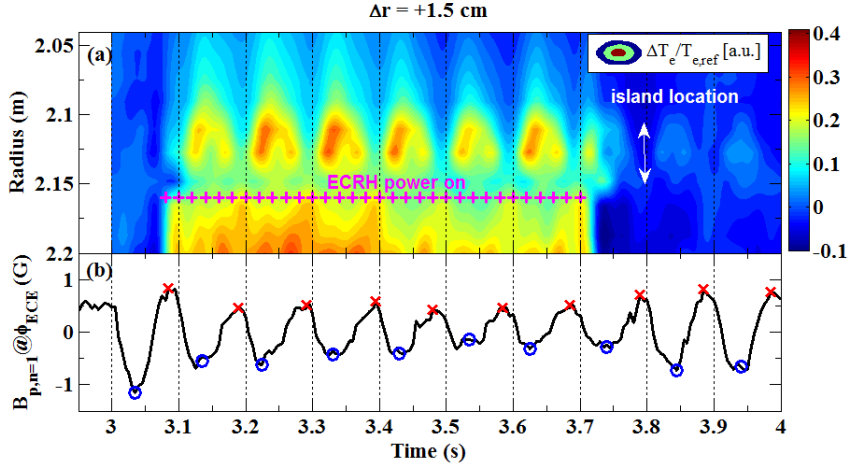 Δr = +1.5 cm
(a)
ΔT_e/T_e,ref [a.u.]
island location
ECRH power on
Radius (m)
2.05
2.1
2.15
2.2
0.4
0.3
0.2
0.1
0
-0.1
(b)
B_p,n=1 @ϕ_ECE (G)
1
0
-1
3 3.1 3.2 3.3 3.4 3.5 3.6 3.7 3.8 3.9 4
Time (s)